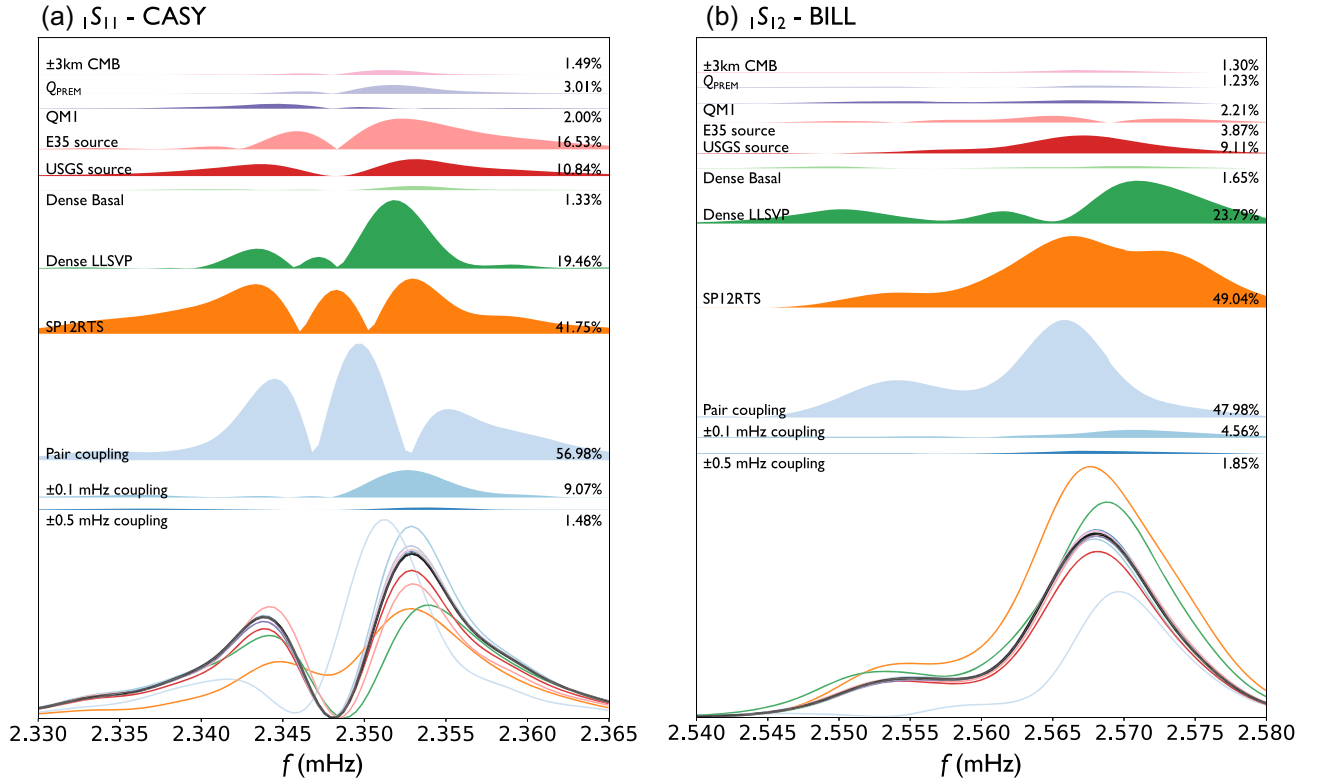 (a) ₁S₁₁ - CASY
±3km CMB 1.49%
Q_PREM 3.01%
QM1 2.00%
E35 source 16.53%
USGS source 10.84%
Dense Basal 1.33%
Dense LLSVP 19.46%
SP12RTS 41.75%
Pair coupling 56.98%
±0.1 mHz coupling 9.07%
±0.5 mHz coupling 1.48%
2.330 2.335 2.340 2.345 2.350 2.355 2.360 2.365
f (mHz)
(b) ₁S₁₂ - BILL
±3km CMB 1.30%
Q_PREM 1.23%
QM1 2.21%
E35 source 3.87%
USGS source 9.11%
Dense Basal 1.65%
Dense LLSVP 23.79%
SP12RTS 49.04%
Pair coupling 47.98%
±0.1 mHz coupling 4.56%
±0.5 mHz coupling 1.85%
2.540 2.545 2.550 2.555 2.560 2.565 2.570 2.575 2.580
f (mHz)